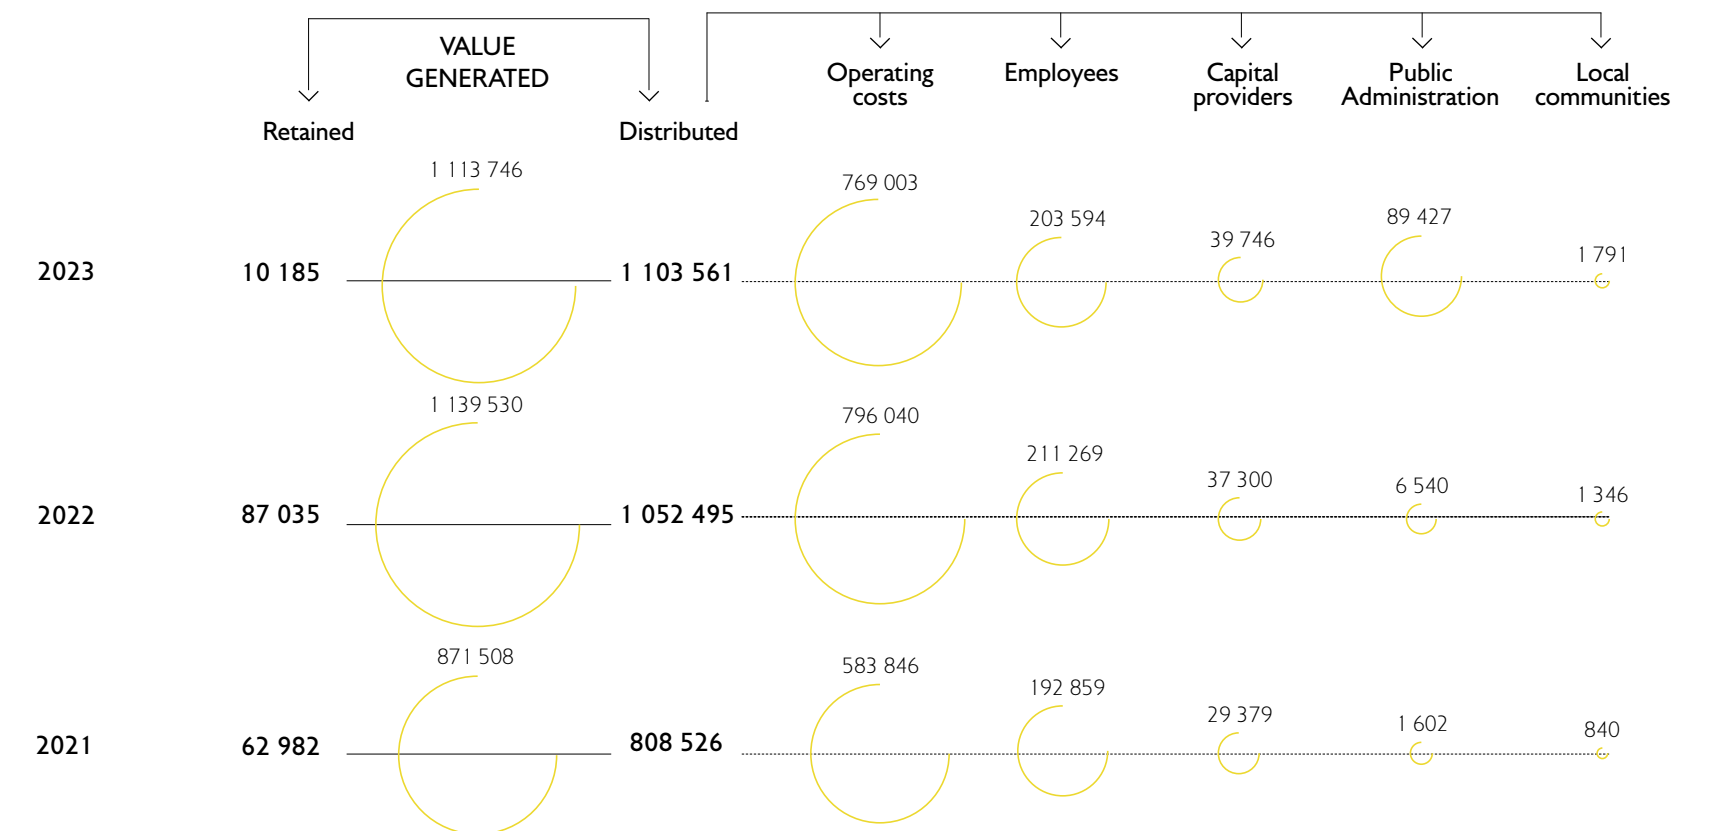 VALUE
GENERATED
Retained
Distributed
Operating
costs
Employees
Capital
providers
Public
Administration
Local
communities
2023
10 185
1 113 746
1 103 561
769 003
203 594
39 746
89 427
1 791
2022
87 035
1 139 530
1 052 495
796 040
211 269
37 300
6 540
1 346
2021
62 982
871 508
808 526
583 846
192 859
29 379
1 602
840